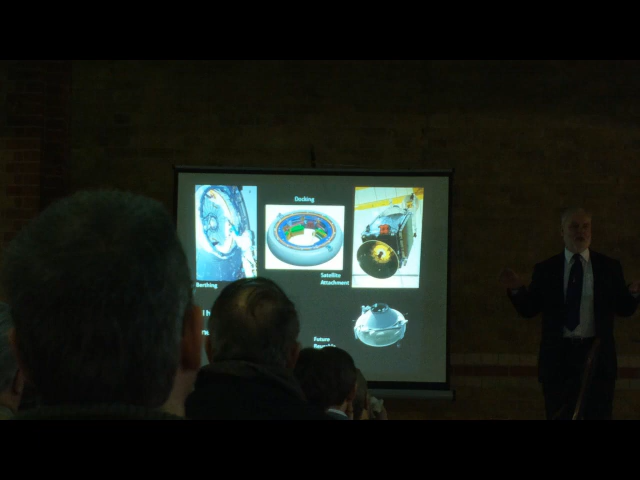 Docking
Satellite
Attachment
Berthing
Future